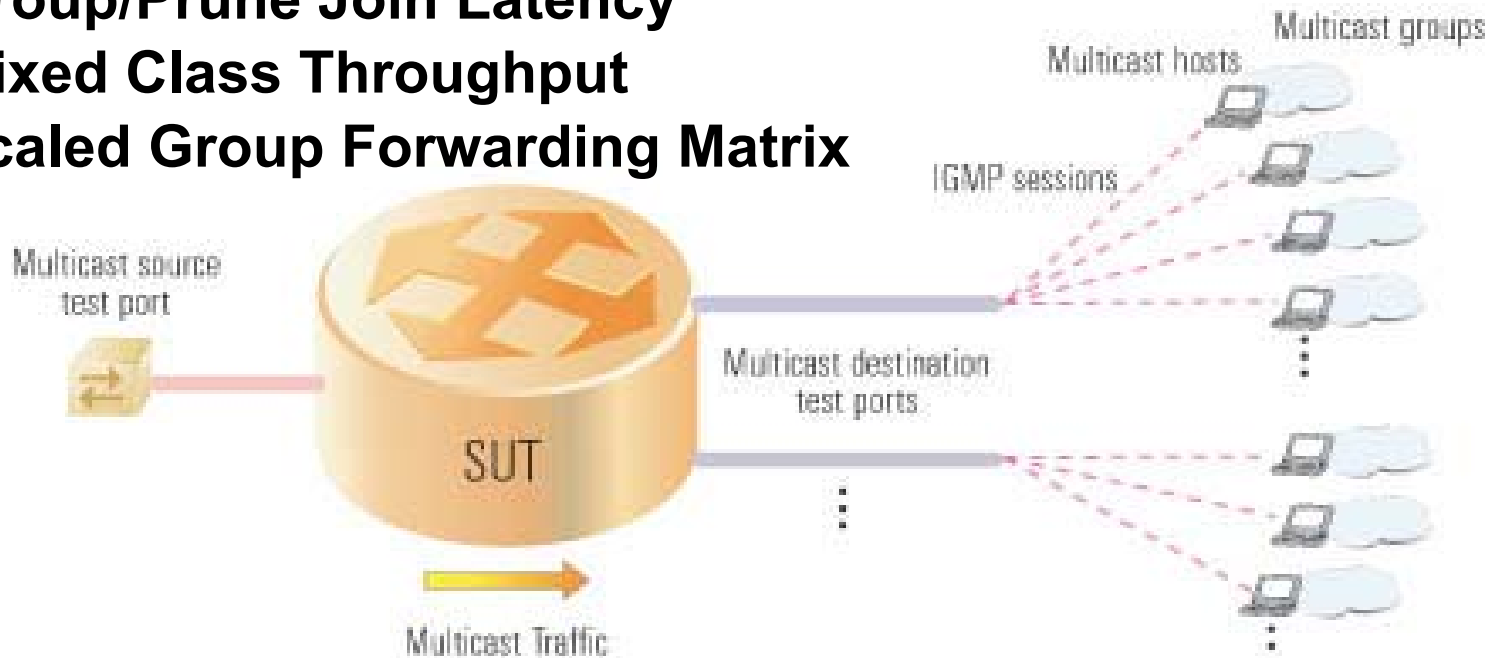 roup/Prune Join Latency
ixed Class Throughput
caled Group Forwarding Matrix
Multicast groups
Multicast hosts
IGMP sessions
Multicast source
test port
Multicast destination
test ports
SUT
Multicast Traffic